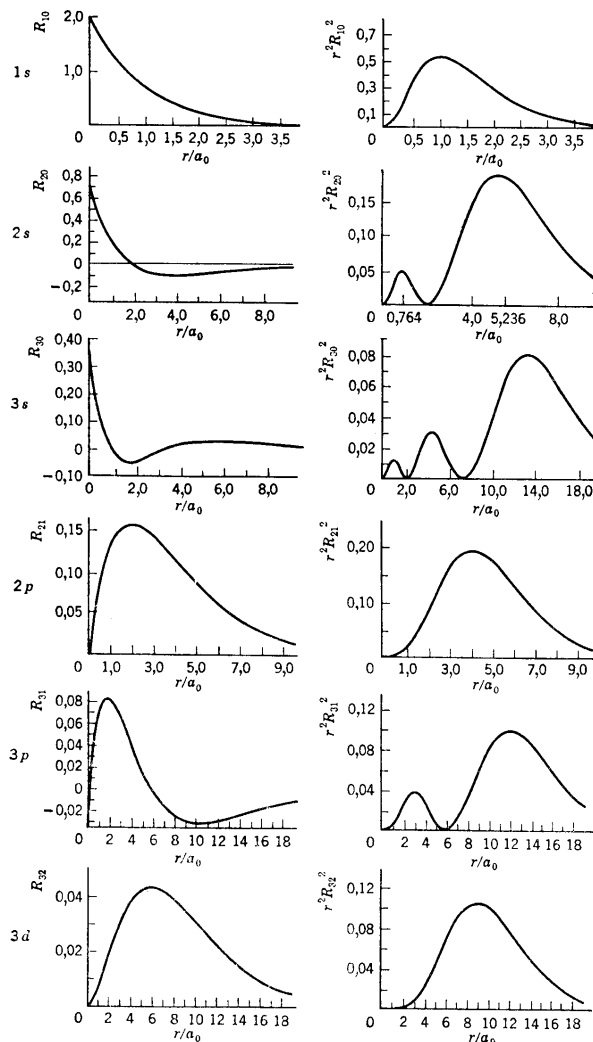 1 s
R₁₀
2,0
1,0
0
0,5 1,0 1,5 2,0 2,5 3,0 3,5
r/a₀
r²R₁₀²
0,7
0,5
0,3
0,1
0 0,5 1,0 1,5 2,0 2,5 3,0 3,5
r/a₀
2 s
R₂₀
0,8
0,6
0,4
0,2
0
−0,2
0 2,0 4,0 6,0 8,0
r/a₀
r²R₂₀²
0,15
0,10
0,05
0 0,764 4,0 5,236 8,0
r/a₀
3 s
R₃₀
0,40
0,30
0,20
0,10
0
−0,10
0 2,0 4,0 6,0 8,0
r/a₀
r²R₃₀²
0,08
0,06
0,04
0,02
0 2,0 6,0 10,0 14,0 18,0
r/a₀
2 p
R₂₁
0,15
0,10
0,05
0 1,0 3,0 5,0 7,0 9,0
r/a₀
r²R₂₁²
0,20
0,10
0 1,0 3,0 5,0 7,0 9,0
r/a₀
3 p
R₃₁
0,08
0,06
0,04
0,02
0
−0,02
0 2 4 6 8 10 12 14 16 18
r/a₀
r²R₃₁²
0,12
0,08
0,04
0 2 4 6 8 10 12 14 16 18
r/a₀
3 d
R₃₂
0,04
0,02
0 2 4 6 8 10 12 14 16 18
r/a₀
r²R₃₂²
0,12
0,08
0,04
0 2 4 6 8 10 12 14 16 18
r/a₀